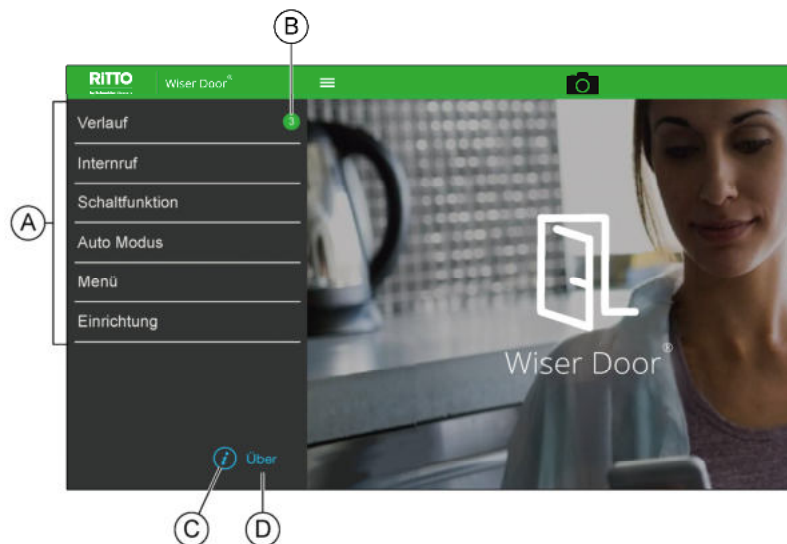 B
RITTO
Wiser Door®
Verlauf
3
Internruf
Schaltfunktion
A
Auto Modus
Menü
Einrichtung
Wiser Door®
i Über
C
D